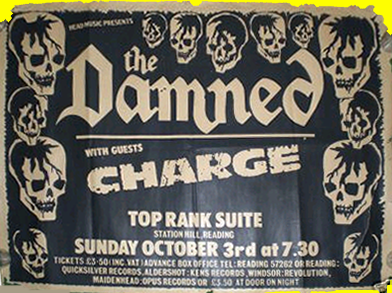 HEAD MUSIC PRESENTS
the
Damned
WITH GUESTS
CHARGE
TOP RANK SUITE
STATION HILL, READING
SUNDAY OCTOBER 3rd at 7.30
TICKETS £3·50 (INC. VAT) ADVANCE BOX OFFICE TEL: READING 57262 OR READING:
QUICKSILVER RECORDS, ALDERSHOT: KENS RECORDS, WINDSOR: REVOLUTION,
MAIDENHEAD: OPUS RECORDS or £3.50 AT DOOR ON NIGHT